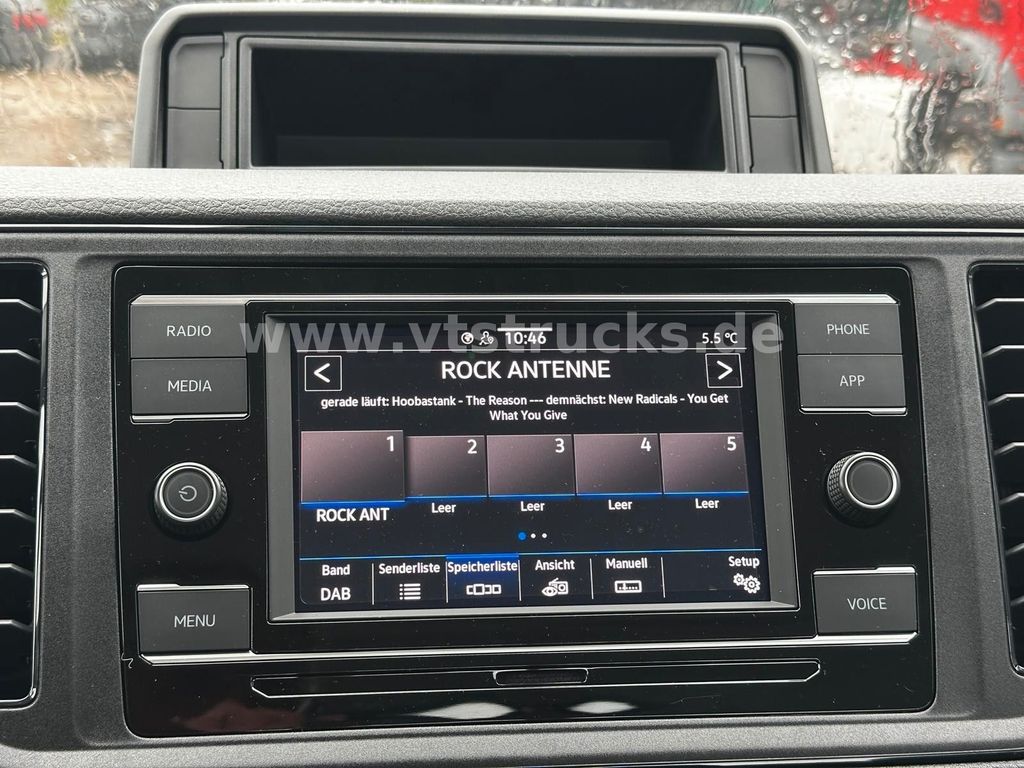 www.vtstrucks.de
RADIO
MEDIA
MENU
PHONE
APP
VOICE
10:46
5.5 °C
<
ROCK ANTENNE
>
gerade läuft: Hoobastank - The Reason --- demnächst: New Radicals - You Get
What You Give
1
2
3
4
5
ROCK ANT
Leer
Leer
Leer
Leer
Band
DAB
Senderliste
Speicherliste
Ansicht
Manuell
Setup